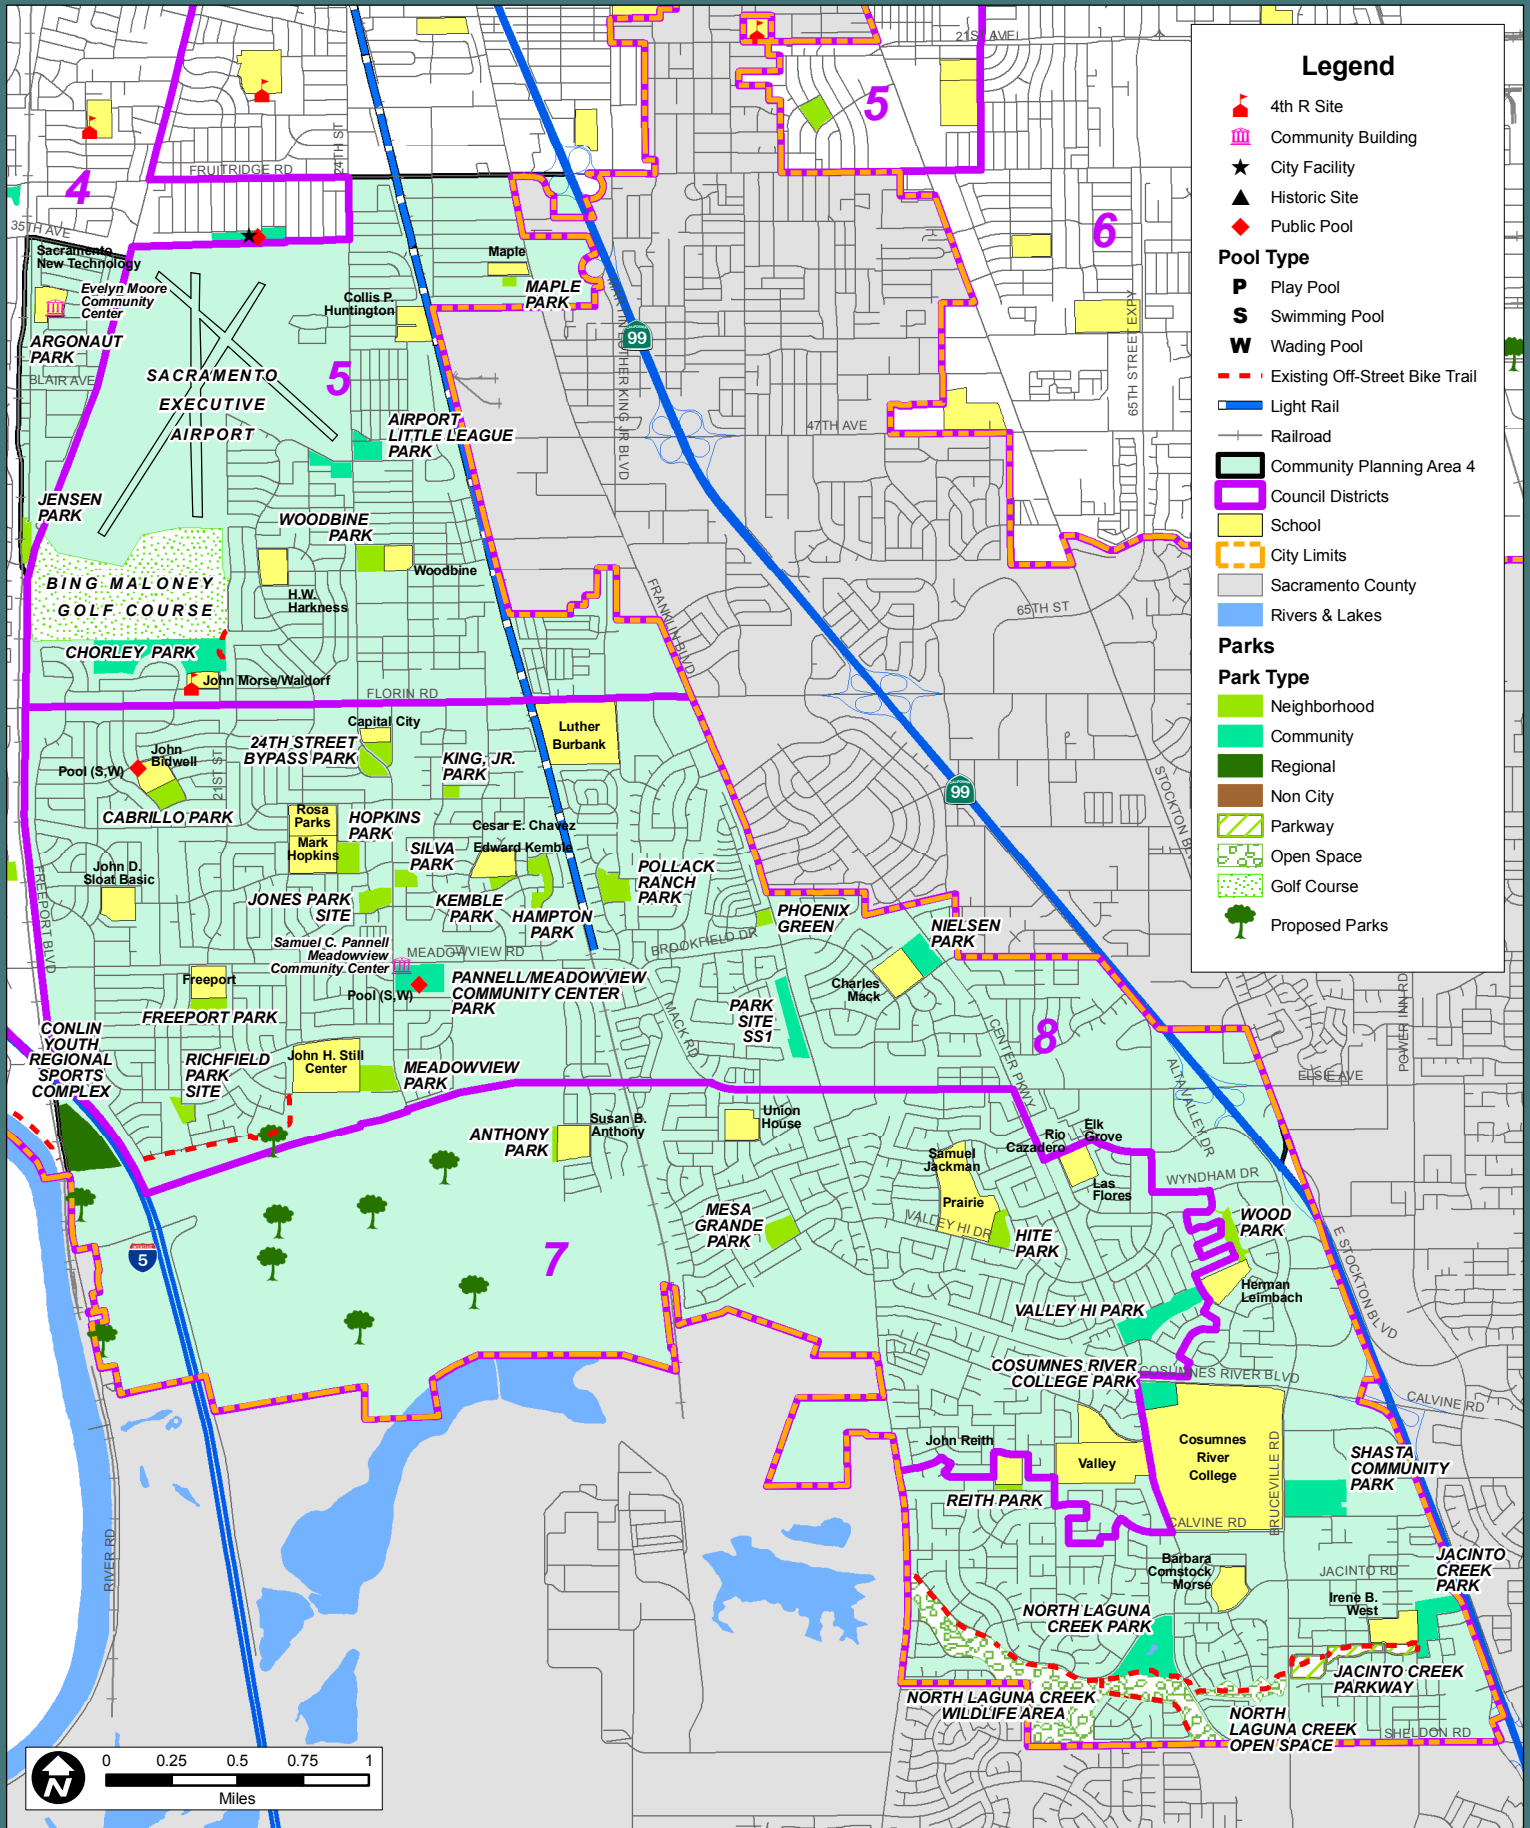 21ST AVE
5
4
FRUITRIDGE RD
24TH ST
35TH AVE
6
Sacramento
New Technology
Evelyn Moore
Community
Center
ARGONAUT
PARK
BLAIR AVE
Maple
MAPLE
PARK
Collis P.
Huntington
SACRAMENTO
EXECUTIVE
AIRPORT
5
99
MARTIN LUTHER KING JR BLVD
65TH STREET EXPY
AIRPORT
LITTLE LEAGUE
PARK
47TH AVE
JENSEN
PARK
WOODBINE
PARK
Woodbine
H.W.
Harkness
BING MALONEY
GOLF COURSE
FRANKLIN BLVD
65TH ST
CHORLEY PARK
John Morse/Waldorf
FLORIN RD
Capital City
24TH STREET
BYPASS PARK
KING, JR.
PARK
Luther
Burbank
John
Bidwell
Pool (S,W)
21ST ST
CABRILLO PARK
99
STOCKTON BLVD
Rosa
Parks
Mark
Hopkins
HOPKINS
PARK
SILVA
PARK
Cesar E. Chavez
Edward Kemble
John D.
Sloat Basic
JONES PARK
SITE
KEMBLE
PARK
HAMPTON
PARK
POLLACK
RANCH
PARK
PHOENIX
GREEN
NIELSEN
PARK
FREEPORT BLVD
Samuel C. Pannell
Meadowview
Community Center
MEADOWVIEW RD
BROOKFIELD DR
Pool (S,W)
PANNELL/MEADOWVIEW
COMMUNITY CENTER
PARK
Freeport
FREEPORT PARK
Charles
Mack
PARK
SITE
SS1
MACK RD
CENTER PKWY
8
POWER INN RD
CONLIN
YOUTH
REGIONAL
SPORTS
COMPLEX
RICHFIELD
PARK
SITE
John H. Still
Center
MEADOWVIEW
PARK
ELSIE AVE
ALTA VALLEY DR
ANTHONY
PARK
Susan B.
Anthony
Union
House
Rio
Cazadero
Elk
Grove
Samuel
Jackman
Prairie
Las
Flores
WYNDHAM DR
MESA
GRANDE
PARK
VALLEY HI DR
HITE
PARK
WOOD
PARK
5
7
Herman
Leimbach
E STOCKTON BLVD
VALLEY HI PARK
COSUMNES RIVER
COLLEGE PARK
COSUMNES RIVER BLVD
CALVINE RD
John Reith
Valley
Cosumnes
River
College
BRUCEVILLE RD
SHASTA
COMMUNITY
PARK
REITH PARK
CALVINE RD
RIVER RD
Barbara
Comstock
Morse
JACINTO RD
JACINTO
CREEK
PARK
Irene B.
West
NORTH LAGUNA
CREEK PARK
JACINTO CREEK
PARKWAY
NORTH LAGUNA CREEK
WILDLIFE AREA
NORTH
LAGUNA CREEK
OPEN SPACE
SHELDON RD
Legend
4th R Site
Community Building
City Facility
Historic Site
Public Pool
Pool Type
P Play Pool
S Swimming Pool
W Wading Pool
Existing Off-Street Bike Trail
Light Rail
Railroad
Community Planning Area 4
Council Districts
School
City Limits
Sacramento County
Rivers & Lakes
Parks
Park Type
Neighborhood
Community
Regional
Non City
Parkway
Open Space
Golf Course
Proposed Parks
N
0 0.25 0.5 0.75 1
Miles